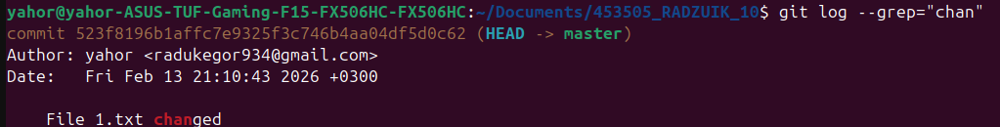 yahor@yahor-ASUS-TUF-Gaming-F15-FX506HC-FX506HC:~/Documents/453505_RADZUIK_10$ git log --grep="chan"
commit 523f8196b1affc7e9325f3c746b4aa04df5d0c62 (HEAD -> master)
Author: yahor <radukegor934@gmail.com>
Date:   Fri Feb 13 21:10:43 2026 +0300

    File 1.txt changed